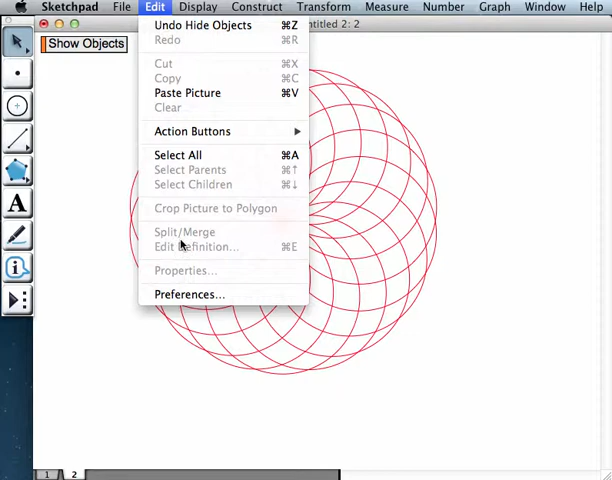 Sketchpad File Edit Display Construct Transform Measure Number Graph Window Help
ntitled 2: 2
Show Objects
Undo Hide Objects ⌘Z
Redo ⌘R
Cut ⌘X
Copy ⌘C
Paste Picture ⌘V
Clear
Action Buttons
Select All ⌘A
Select Parents ⌘↑
Select Children ⌘↓
Crop Picture to Polygon
Split/Merge
Edit Definition... ⌘E
Properties...
Preferences...
A
1 2